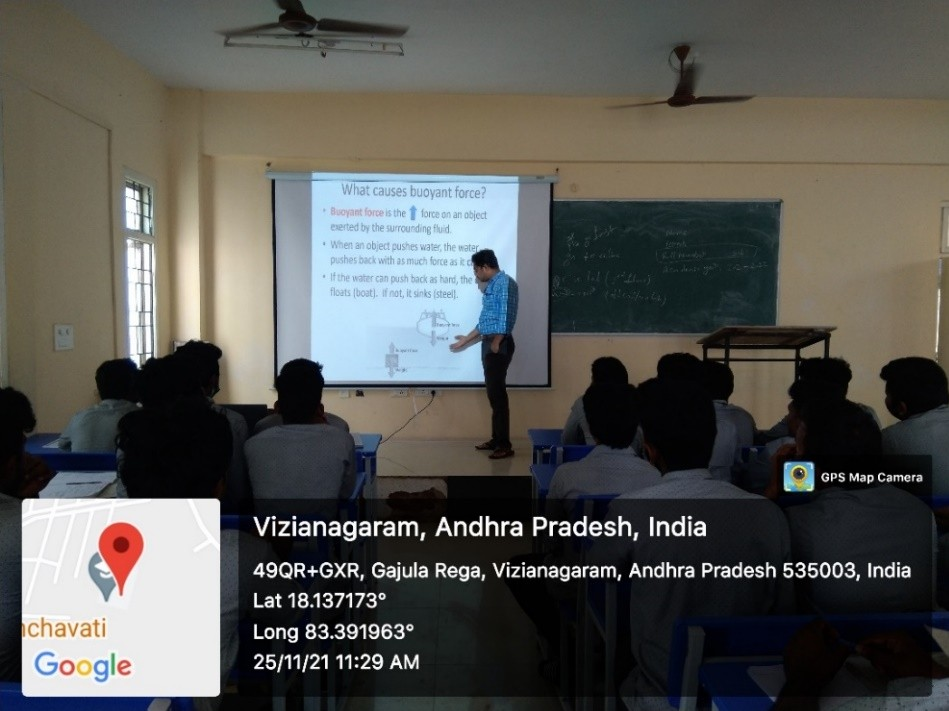 What causes buoyant force?
• Buoyant force is the force on an object
exerted by the surrounding fluid.
• When an object pushes water, the water
pushes back with as much force as it c
• If the water can push back as hard, the
floats (boat). If not, it sinks (steel).
GPS Map Camera
Vizianagaram, Andhra Pradesh, India
49QR+GXR, Gajula Rega, Vizianagaram, Andhra Pradesh 535003, India
Lat 18.137173°
Long 83.391963°
25/11/21 11:29 AM
nchavati
Google